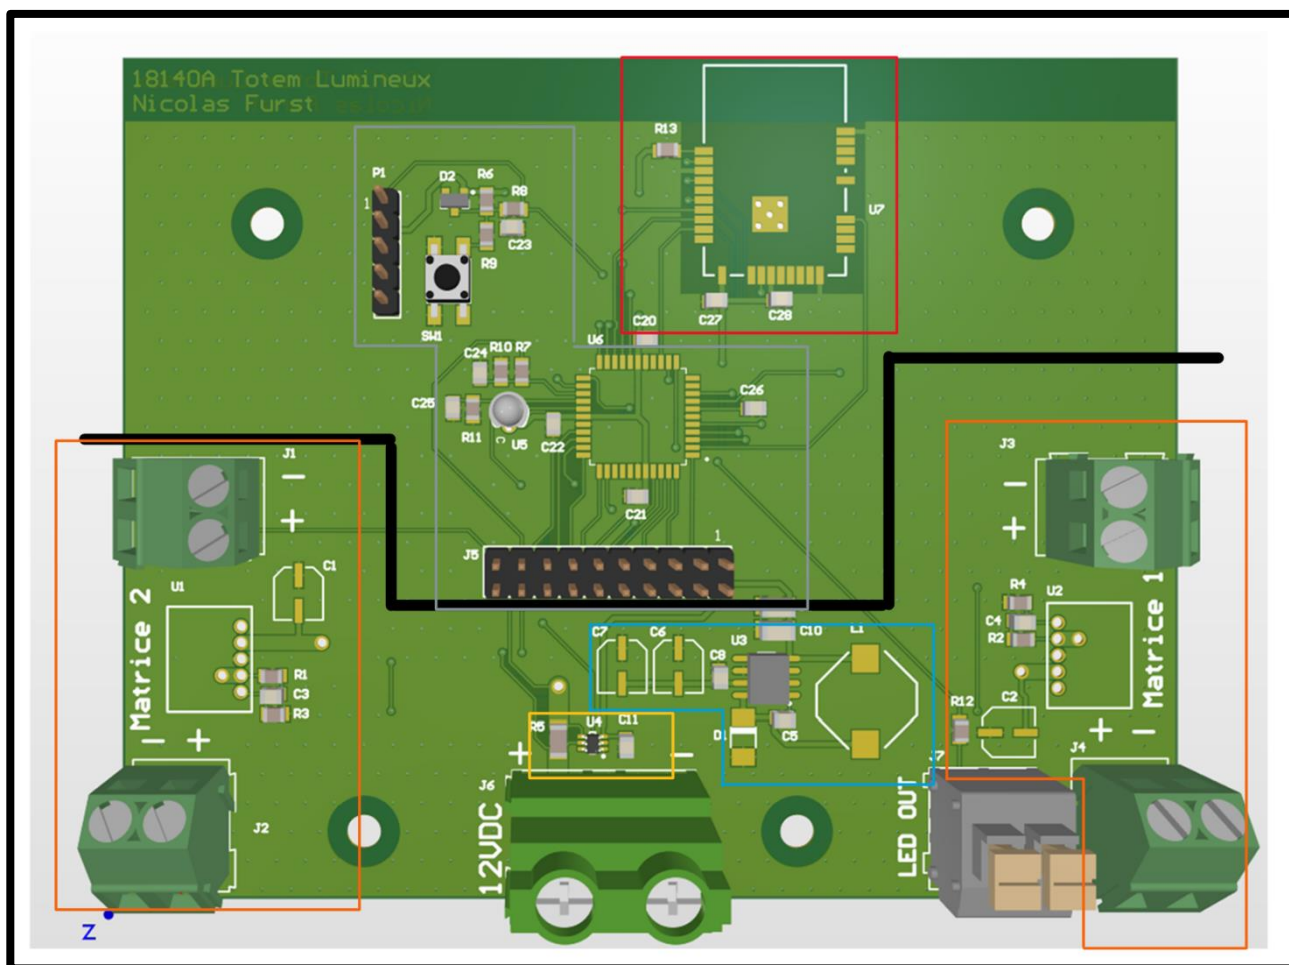 18140A Totem Lumineux
Nicolas Furst
R13
P1
D2
R6
R8
U7
1
C23
R9
SW1
C27
C28
C20
U6
C24
R10
R7
C26
C25
R11
C
U5
C22
J1
J3
−
+
−
+
C21
J5
1
U1
C1
R4
U2
C4
R2
Matrice 2
Matrice 1
C7
C6
U3
C10
L1
C8
R1
C3
R3
R12
C2
− +
+ −
R5
U4
C11
D1
C5
+
−
J7
J4
J6
J2
12VDC
LED OUT
Z